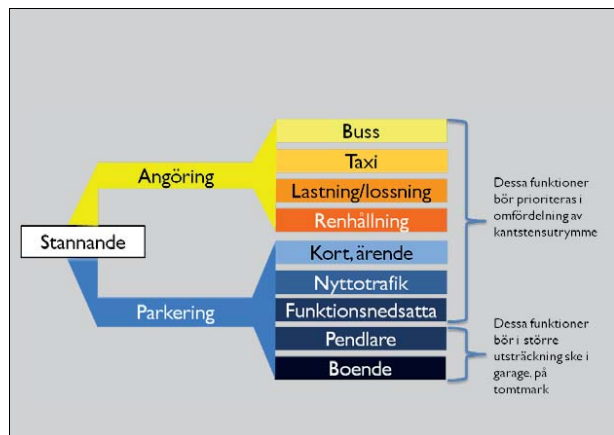 Stannande
Angöring
Buss
Taxi
Lastning/lossning
Renhållning
Parkering
Kort, ärende
Nyttotrafik
Funktionsnedsatta
Pendlare
Boende
Dessa funktioner
bör prioriteras i
omfördelning av
kantstensutrymme
Dessa funktioner
bör i större
utsträckning ske i
garage, på
tomtmark